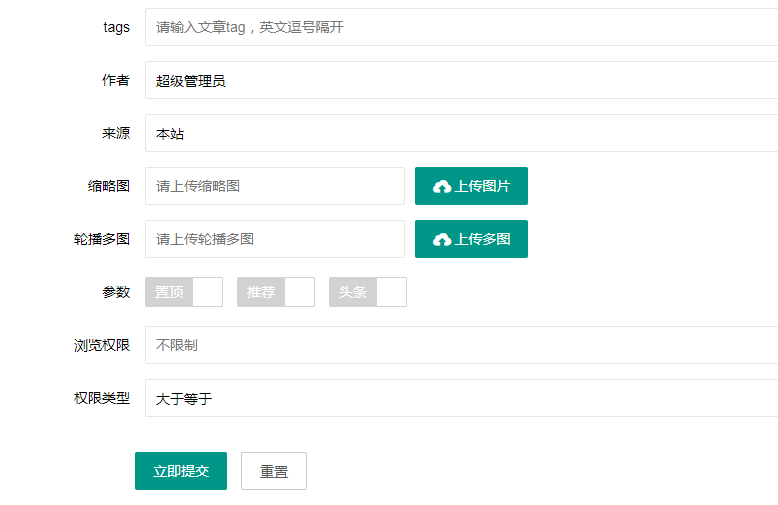 tags 请输入文章tag，英文逗号隔开
作者 超级管理员
来源 本站
缩略图 请上传缩略图 上传图片
轮播多图 请上传轮播多图 上传多图
参数 置顶 推荐 头条
浏览权限 不限制
权限类型 大于等于
立即提交 重置